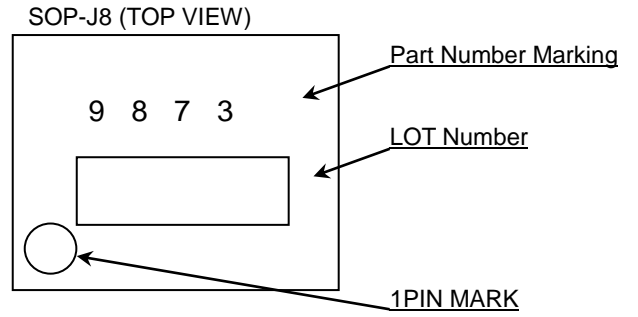 SOP-J8 (TOP VIEW)
Part Number Marking
9 8 7 3
LOT Number
1PIN MARK